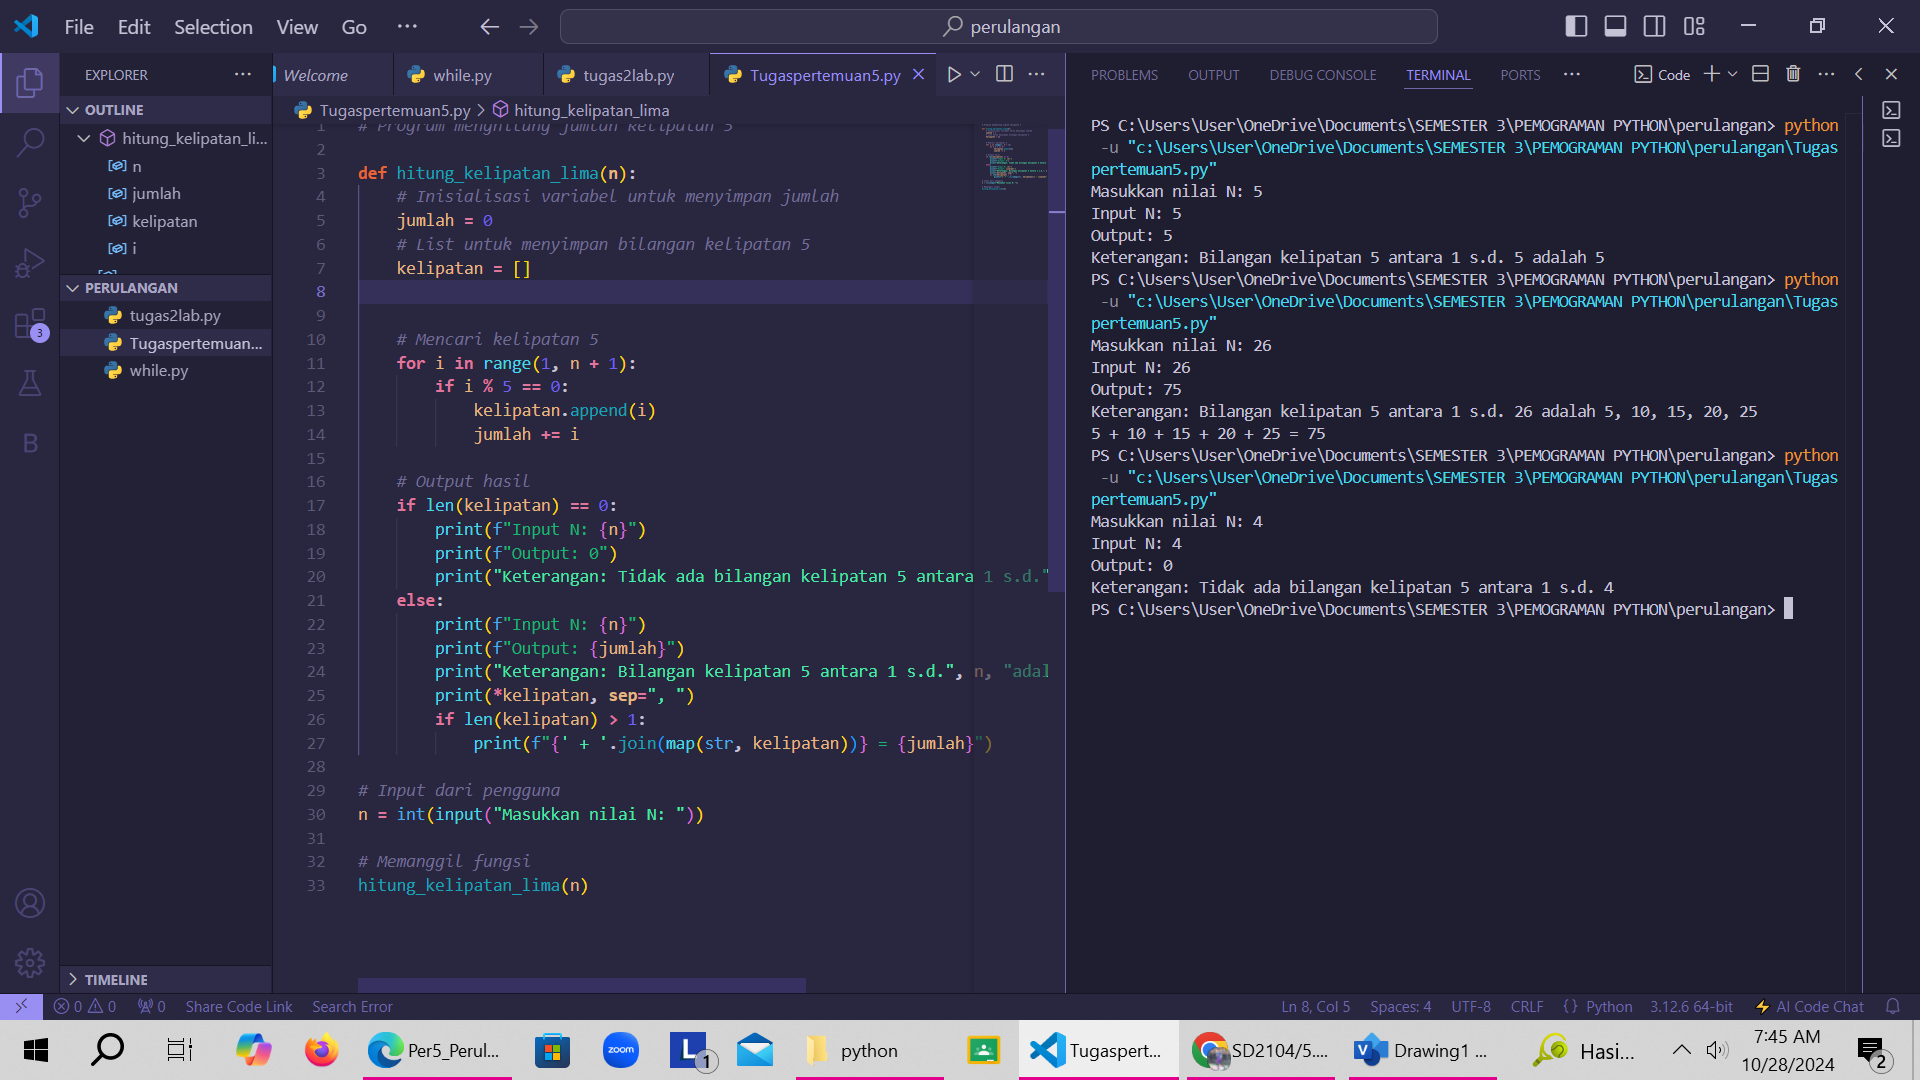 File Edit Selection View Go ··· perulangan
EXPLORER ···
OUTLINE
hitung_kelipatan_li...
n
jumlah
kelipatan
i
PERULANGAN
tugas2lab.py
Tugaspertemuan...
while.py
TIMELINE
3
B
Welcome while.py tugas2lab.py Tugaspertemuan5.py
Tugaspertemuan5.py > hitung_kelipatan_lima
1 # Program menghitung jumlah kelipatan 5
2
3 def hitung_kelipatan_lima(n):
4 # Inisialisasi variabel untuk menyimpan jumlah
5 jumlah = 0
6 # List untuk menyimpan bilangan kelipatan 5
7 kelipatan = []
8
9
10 # Mencari kelipatan 5
11 for i in range(1, n + 1):
12 if i % 5 == 0:
13 kelipatan.append(i)
14 jumlah += i
15
16 # Output hasil
17 if len(kelipatan) == 0:
18 print(f"Input N: {n}")
19 print(f"Output: 0")
20 print("Keterangan: Tidak ada bilangan kelipatan 5 antara 1 s.d."
21 else:
22 print(f"Input N: {n}")
23 print(f"Output: {jumlah}")
24 print("Keterangan: Bilangan kelipatan 5 antara 1 s.d.", n, "adal
25 print(*kelipatan, sep=", ")
26 if len(kelipatan) > 1:
27 print(f"{' + '.join(map(str, kelipatan))} = {jumlah}")
28
29 # Input dari pengguna
30 n = int(input("Masukkan nilai N: "))
31
32 # Memanggil fungsi
33 hitung_kelipatan_lima(n)
PROBLEMS OUTPUT DEBUG CONSOLE TERMINAL PORTS ··· Code
PS C:\Users\User\OneDrive\Documents\SEMESTER 3\PEMOGRAMAN PYTHON\perulangan> python
-u "c:\Users\User\OneDrive\Documents\SEMESTER 3\PEMOGRAMAN PYTHON\perulangan\Tugas
pertemuan5.py"
Masukkan nilai N: 5
Input N: 5
Output: 5
Keterangan: Bilangan kelipatan 5 antara 1 s.d. 5 adalah 5
PS C:\Users\User\OneDrive\Documents\SEMESTER 3\PEMOGRAMAN PYTHON\perulangan> python
-u "c:\Users\User\OneDrive\Documents\SEMESTER 3\PEMOGRAMAN PYTHON\perulangan\Tugas
pertemuan5.py"
Masukkan nilai N: 26
Input N: 26
Output: 75
Keterangan: Bilangan kelipatan 5 antara 1 s.d. 26 adalah 5, 10, 15, 20, 25
5 + 10 + 15 + 20 + 25 = 75
PS C:\Users\User\OneDrive\Documents\SEMESTER 3\PEMOGRAMAN PYTHON\perulangan> python
-u "c:\Users\User\OneDrive\Documents\SEMESTER 3\PEMOGRAMAN PYTHON\perulangan\Tugas
pertemuan5.py"
Masukkan nilai N: 4
Input N: 4
Output: 0
Keterangan: Tidak ada bilangan kelipatan 5 antara 1 s.d. 4
PS C:\Users\User\OneDrive\Documents\SEMESTER 3\PEMOGRAMAN PYTHON\perulangan>
0 0 0 Share Code Link Search Error Ln 8, Col 5 Spaces: 4 UTF-8 CRLF {} Python 3.12.6 64-bit AI Code Chat
Per5_Perul... zoom L 1 python Tugaspert... SD2104/5.... Drawing1 ... Hasi... 7:45 AM
10/28/2024
2